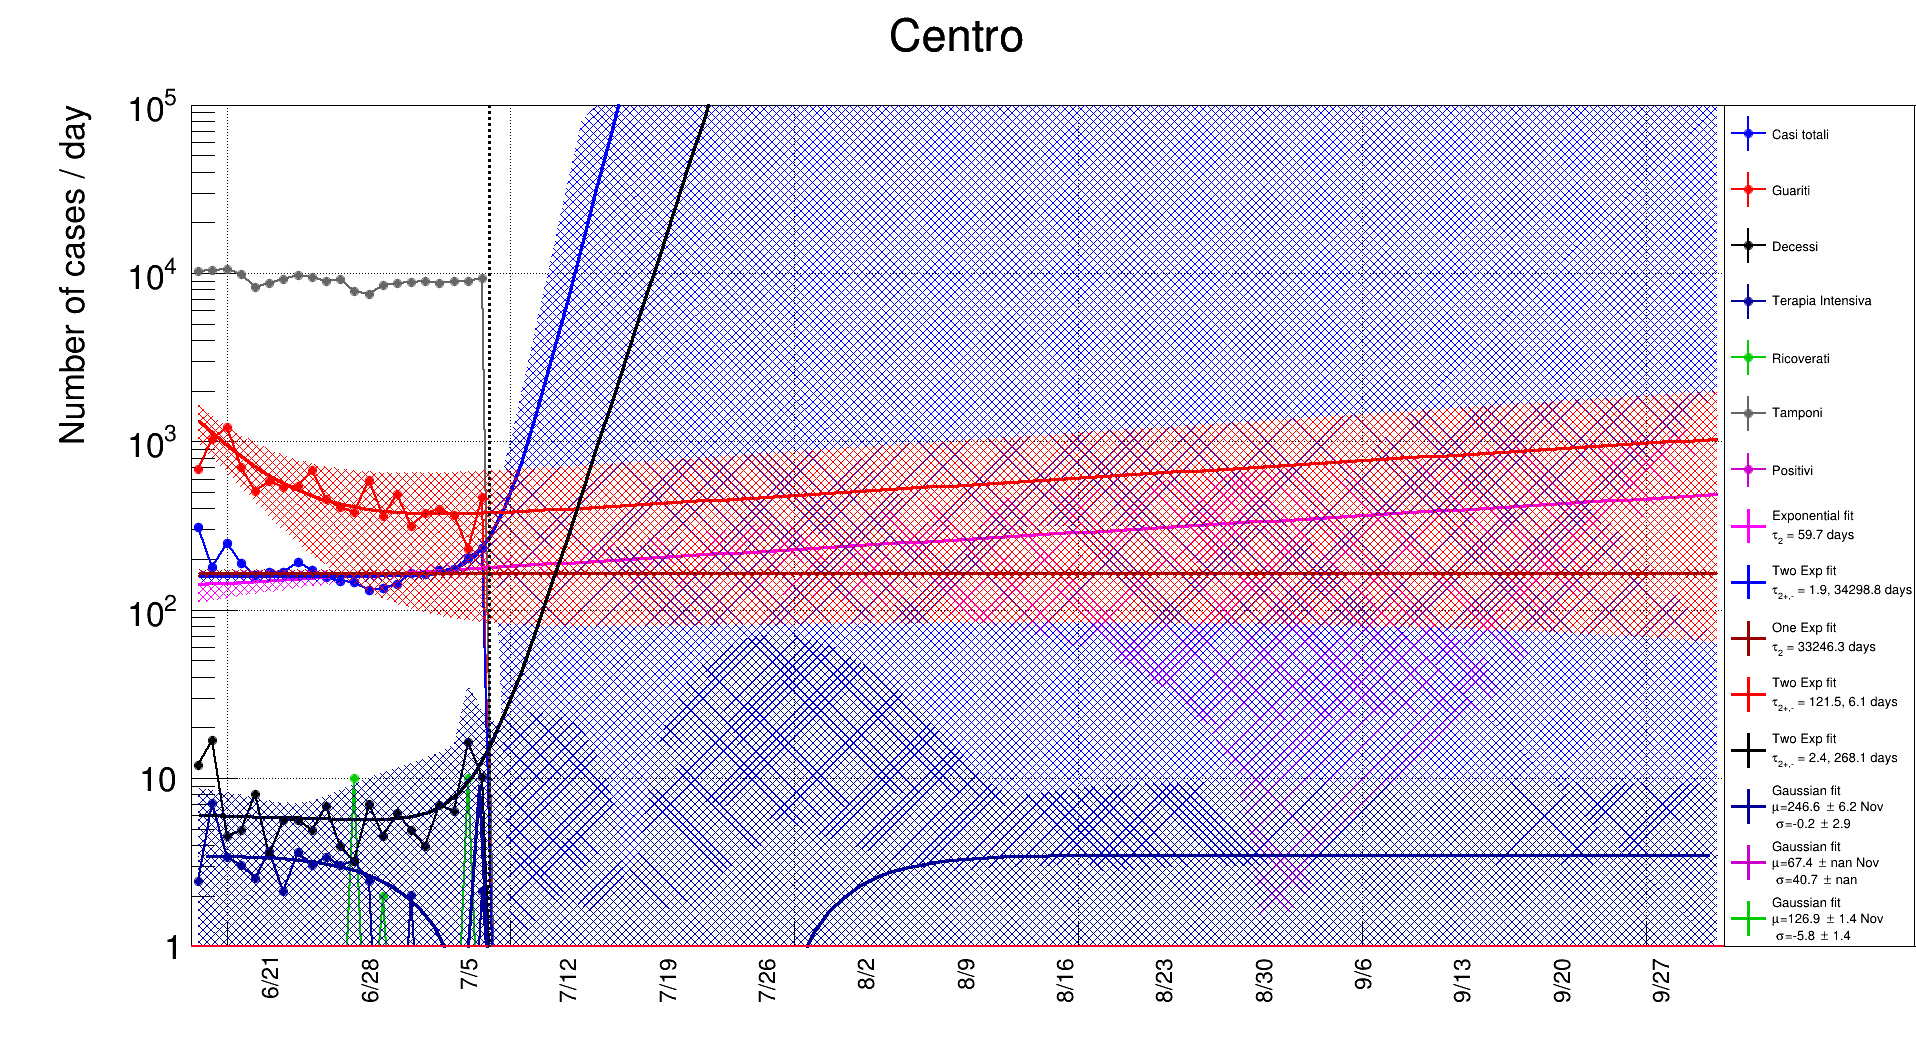 Centro
Number of cases / day
10^5
10^4
10^3
10^2
10
1
6/21
6/28
7/5
7/12
7/19
7/26
8/2
8/9
8/16
8/23
8/30
9/6
9/13
9/20
9/27
Casi totali
Guariti
Decessi
Terapia Intensiva
Ricoverati
Tamponi
Positivi
Exponential fit
τ2 = 59.7 days
Two Exp fit
τ2+,- = 1.9, 34298.8 days
One Exp fit
τ2 = 33246.3 days
Two Exp fit
τ2+,- = 121.5, 6.1 days
Two Exp fit
τ2+,- = 2.4, 268.1 days
Gaussian fit
μ=246.6 ± 6.2 Nov
σ=-0.2 ± 2.9
Gaussian fit
μ=67.4 ± nan Nov
σ=40.7 ± nan
Gaussian fit
μ=126.9 ± 1.4 Nov
σ=-5.8 ± 1.4